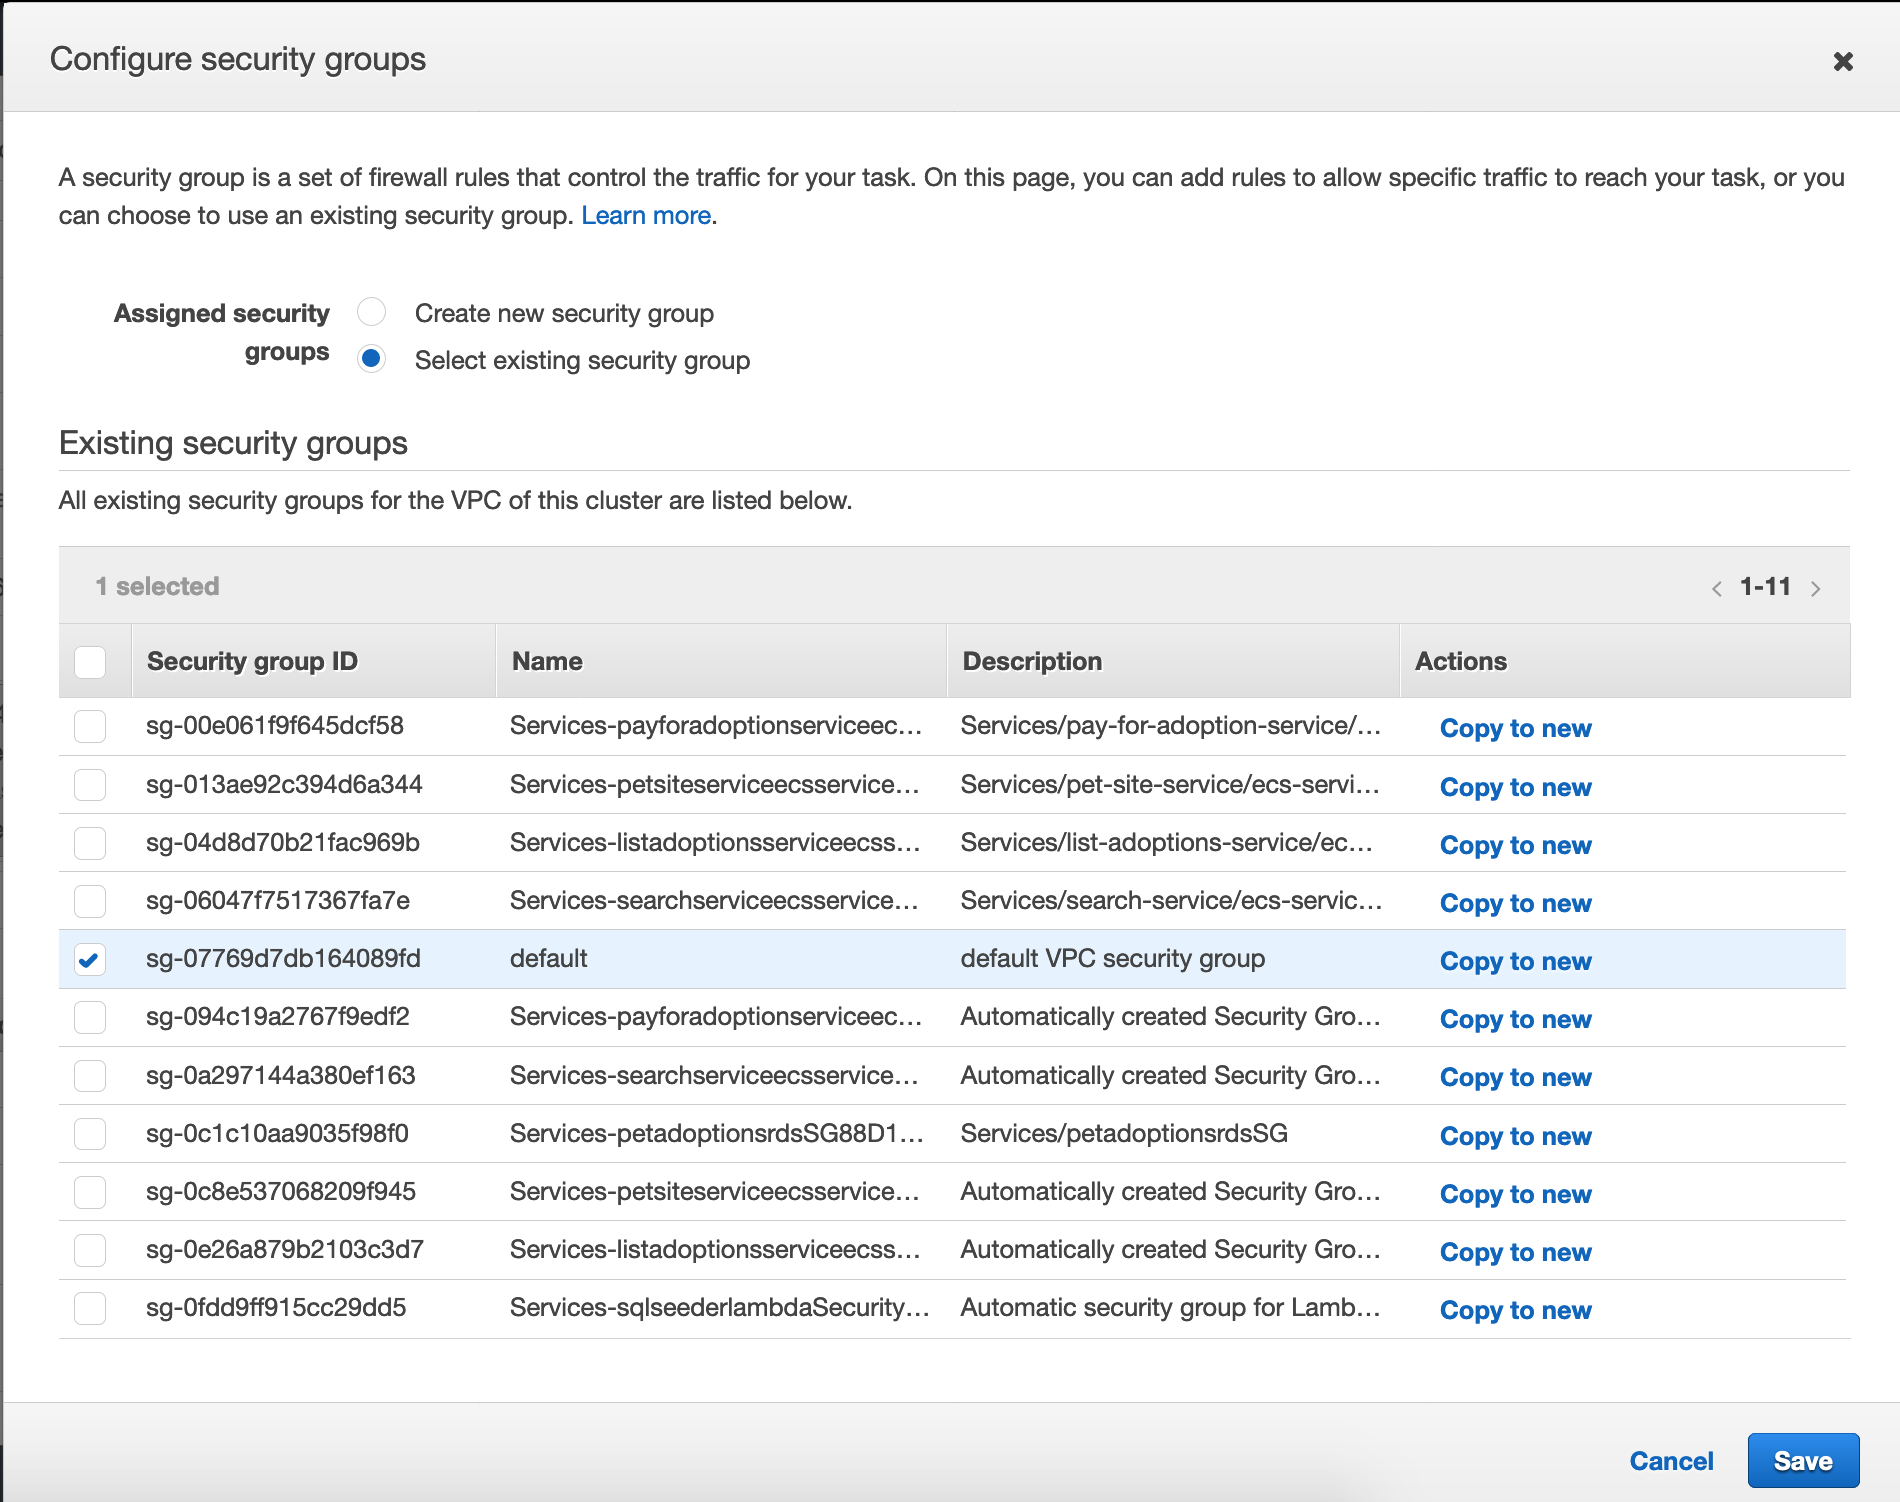 Configure security groups
A security group is a set of firewall rules that control the traffic for your task. On this page, you can add rules to allow specific traffic to reach your task, or you
can choose to use an existing security group. Learn more.
Assigned security groups
Create new security group
Select existing security group
Existing security groups
All existing security groups for the VPC of this cluster are listed below.
1 selected 1-11
Security group ID Name Description Actions
sg-00e061f9f645dcf58 Services-payforadoptionserviceec... Services/pay-for-adoption-service/... Copy to new
sg-013ae92c394d6a344 Services-petsiteserviceecsservice... Services/pet-site-service/ecs-servi... Copy to new
sg-04d8d70b21fac969b Services-listadoptionsserviceecss... Services/list-adoptions-service/ec... Copy to new
sg-06047f7517367fa7e Services-searchserviceecsservice... Services/search-service/ecs-servic... Copy to new
sg-07769d7db164089fd default default VPC security group Copy to new
sg-094c19a2767f9edf2 Services-payforadoptionserviceec... Automatically created Security Gro... Copy to new
sg-0a297144a380ef163 Services-searchserviceecsservice... Automatically created Security Gro... Copy to new
sg-0c1c10aa9035f98f0 Services-petadoptionsrdsSG88D1... Services/petadoptionsrdsSG Copy to new
sg-0c8e537068209f945 Services-petsiteserviceecsservice... Automatically created Security Gro... Copy to new
sg-0e26a879b2103c3d7 Services-listadoptionsserviceecss... Automatically created Security Gro... Copy to new
sg-0fdd9ff915cc29dd5 Services-sqlseederlambdaSecurity... Automatic security group for Lamb... Copy to new
Cancel Save